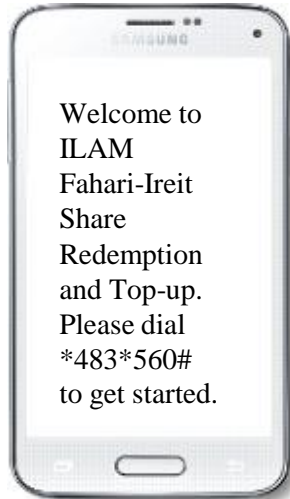 SAMSUNG
Welcome to
ILAM
Fahari-Ireit
Share
Redemption
and Top-up.
Please dial
*483*560#
to get started.